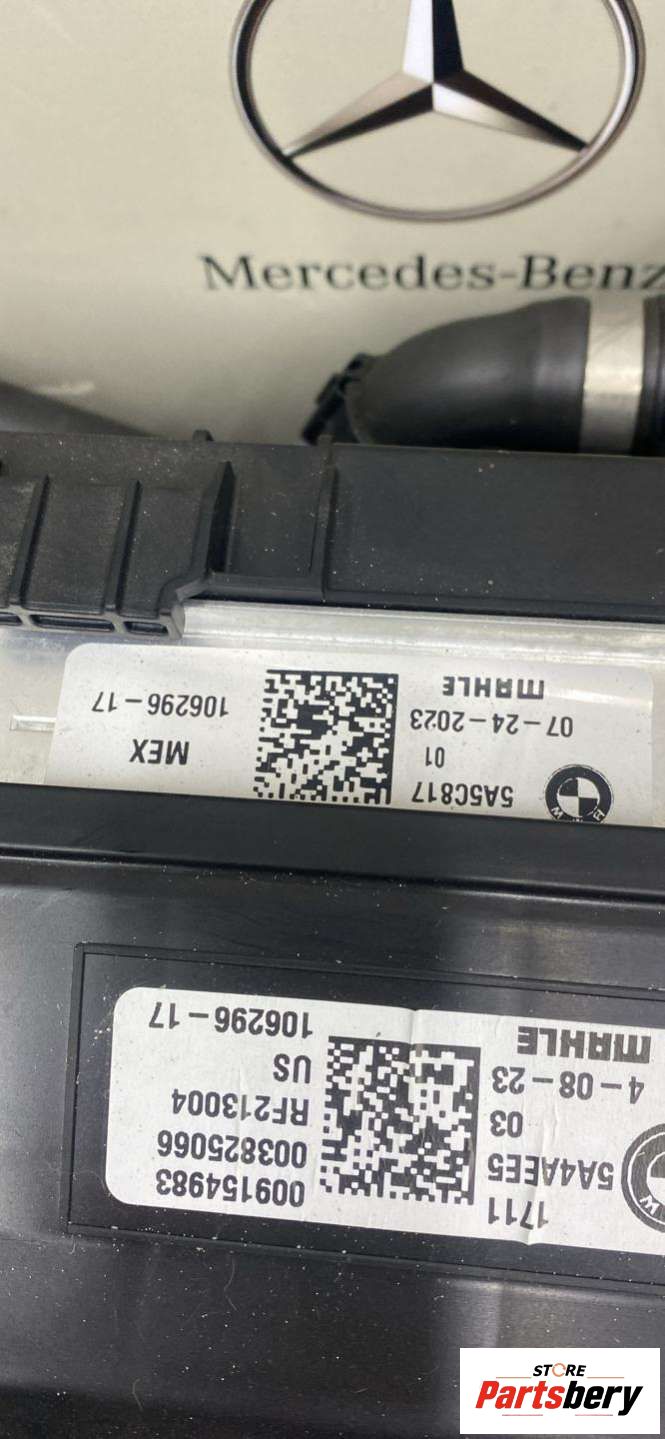 Mercedes-Benz
5A5C817
01
07-24-2023
MAHLE
MEX
106296-17
1711
5A4AEE5
03
4-08-23
MAHLE
009154983
003825066
RF213004
US
106296-17
STORE
Partsbery